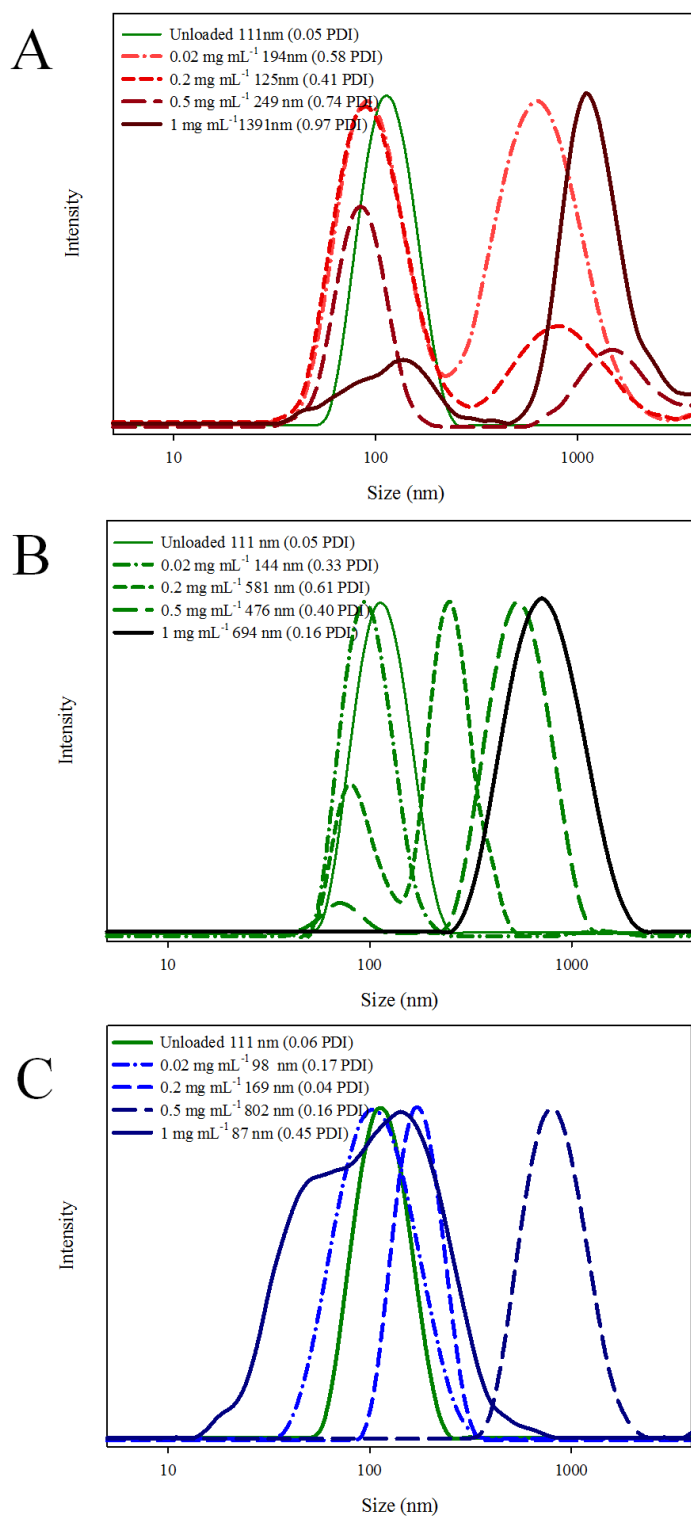 A
Unloaded 111nm (0.05 PDI)
0.02 mg mL⁻¹ 194nm (0.58 PDI)
0.2 mg mL⁻¹ 125nm (0.41 PDI)
0.5 mg mL⁻¹ 249 nm (0.74 PDI)
1 mg mL⁻¹1391nm (0.97 PDI)
Intensity
10 100 1000
Size (nm)
B
Unloaded 111 nm (0.05 PDI)
0.02 mg mL⁻¹ 144 nm (0.33 PDI)
0.2 mg mL⁻¹ 581 nm (0.61 PDI)
0.5 mg mL⁻¹ 476 nm (0.40 PDI)
1 mg mL⁻¹ 694 nm (0.16 PDI)
Intensity
10 100 1000
Size (nm)
C
Unloaded 111 nm (0.06 PDI)
0.02 mg mL⁻¹ 98 nm (0.17 PDI)
0.2 mg mL⁻¹ 169 nm (0.04 PDI)
0.5 mg mL⁻¹ 802 nm (0.16 PDI)
1 mg mL⁻¹ 87 nm (0.45 PDI)
Intensity
10 100 1000
Size (nm)